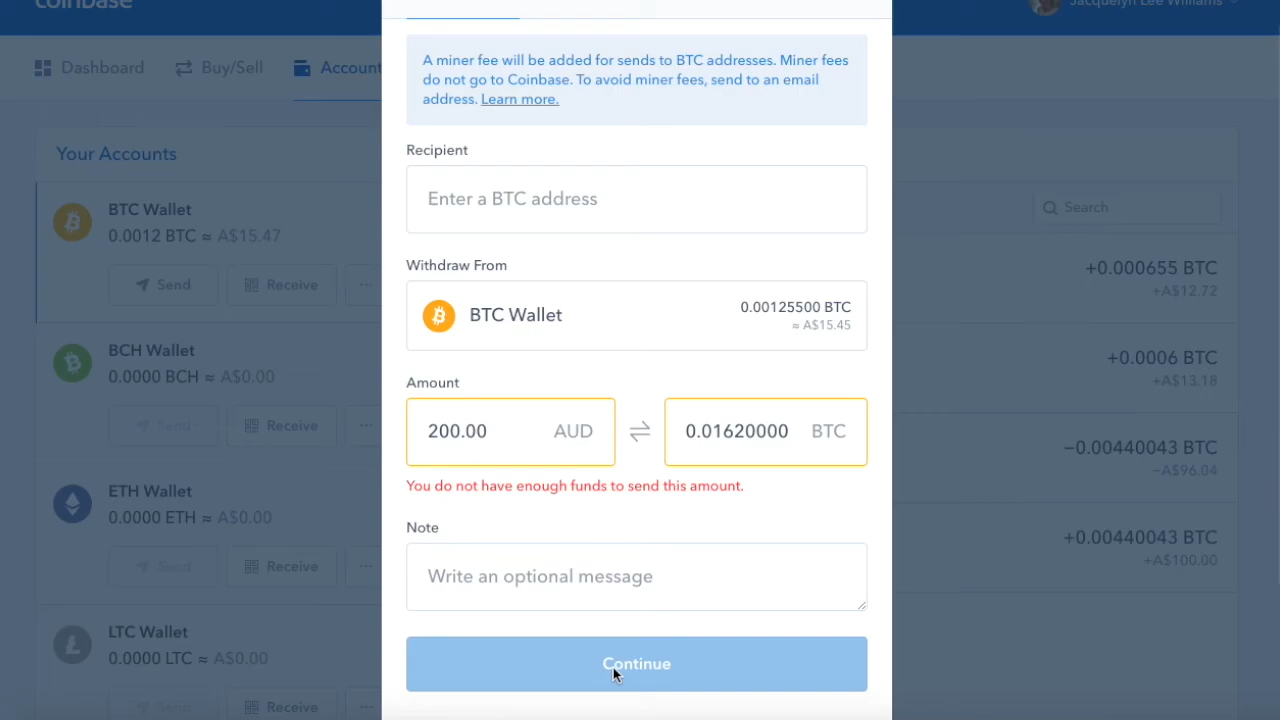 coinbase
Jacquelyn Lee Williams
Dashboard
Buy/Sell
Account
Your Accounts
BTC Wallet
0.0012 BTC ≈ A$15.47
Send
Receive
BCH Wallet
0.0000 BCH ≈ A$0.00
Send
Receive
ETH Wallet
0.0000 ETH ≈ A$0.00
Send
Receive
LTC Wallet
0.0000 LTC ≈ A$0.00
Send
Receive
A miner fee will be added for sends to BTC addresses. Miner fees
do not go to Coinbase. To avoid miner fees, send to an email
address. Learn more.
Recipient
Enter a BTC address
Withdraw From
BTC Wallet
0.00125500 BTC
≈ A$15.45
Amount
200.00 AUD
0.01620000 BTC
You do not have enough funds to send this amount.
Note
Write an optional message
Continue
Search
+0.000655 BTC
+A$12.72
+0.0006 BTC
+A$13.18
−0.00440043 BTC
−A$96.04
+0.00440043 BTC
+A$100.00